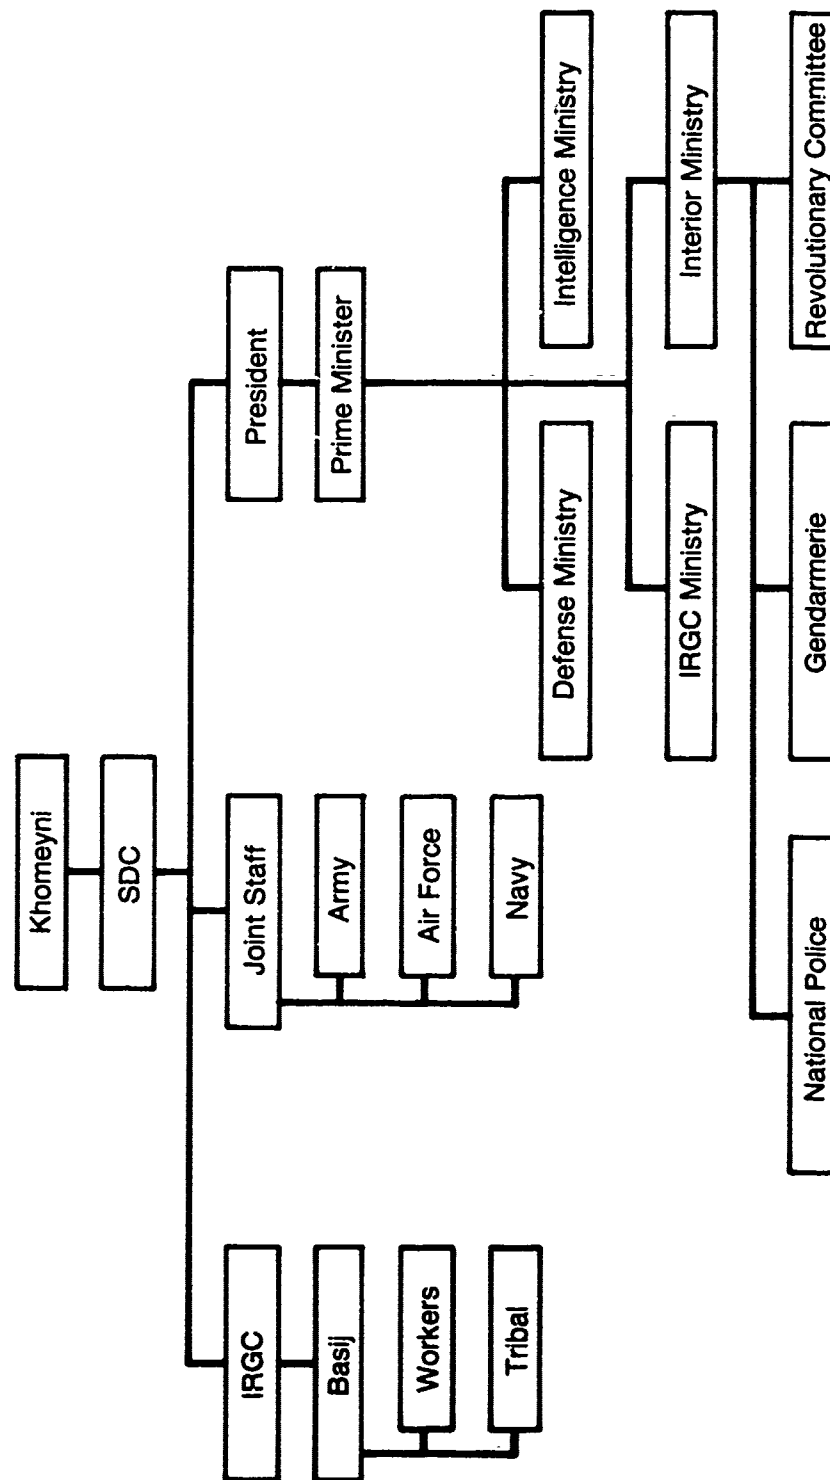 Khomeyni
SDC
IRGC
Joint Staff
President
Basij
Army
Prime Minister
Workers
Air Force
Tribal
Navy
Defense Ministry
Intelligence Ministry
IRGC Ministry
Interior Ministry
National Police
Gendarmerie
Revolutionary Committee